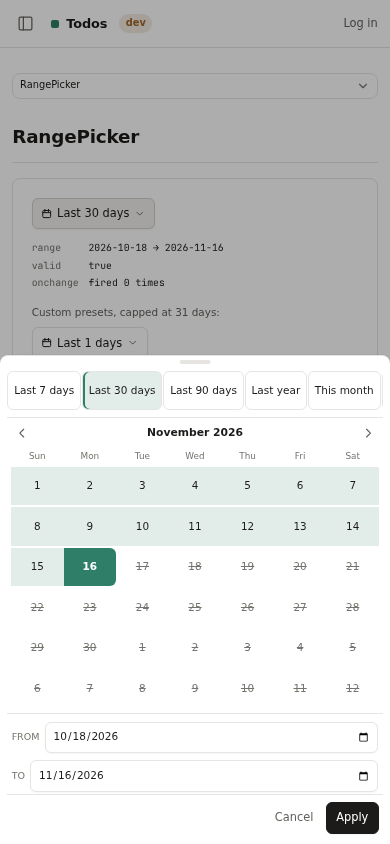 Todos dev Log in
RangePicker
RangePicker
Last 30 days
range 2026-10-18 → 2026-11-16
valid true
onchange fired 0 times
Custom presets, capped at 31 days:
Last 1 days
Last 7 days Last 30 days Last 90 days Last year This month
November 2026
Sun Mon Tue Wed Thu Fri Sat
1 2 3 4 5 6 7
8 9 10 11 12 13 14
15 16 17 18 19 20 21
22 23 24 25 26 27 28
29 30 1 2 3 4 5
6 7 8 9 10 11 12
FROM 10/18/2026
TO 11/16/2026
Cancel Apply